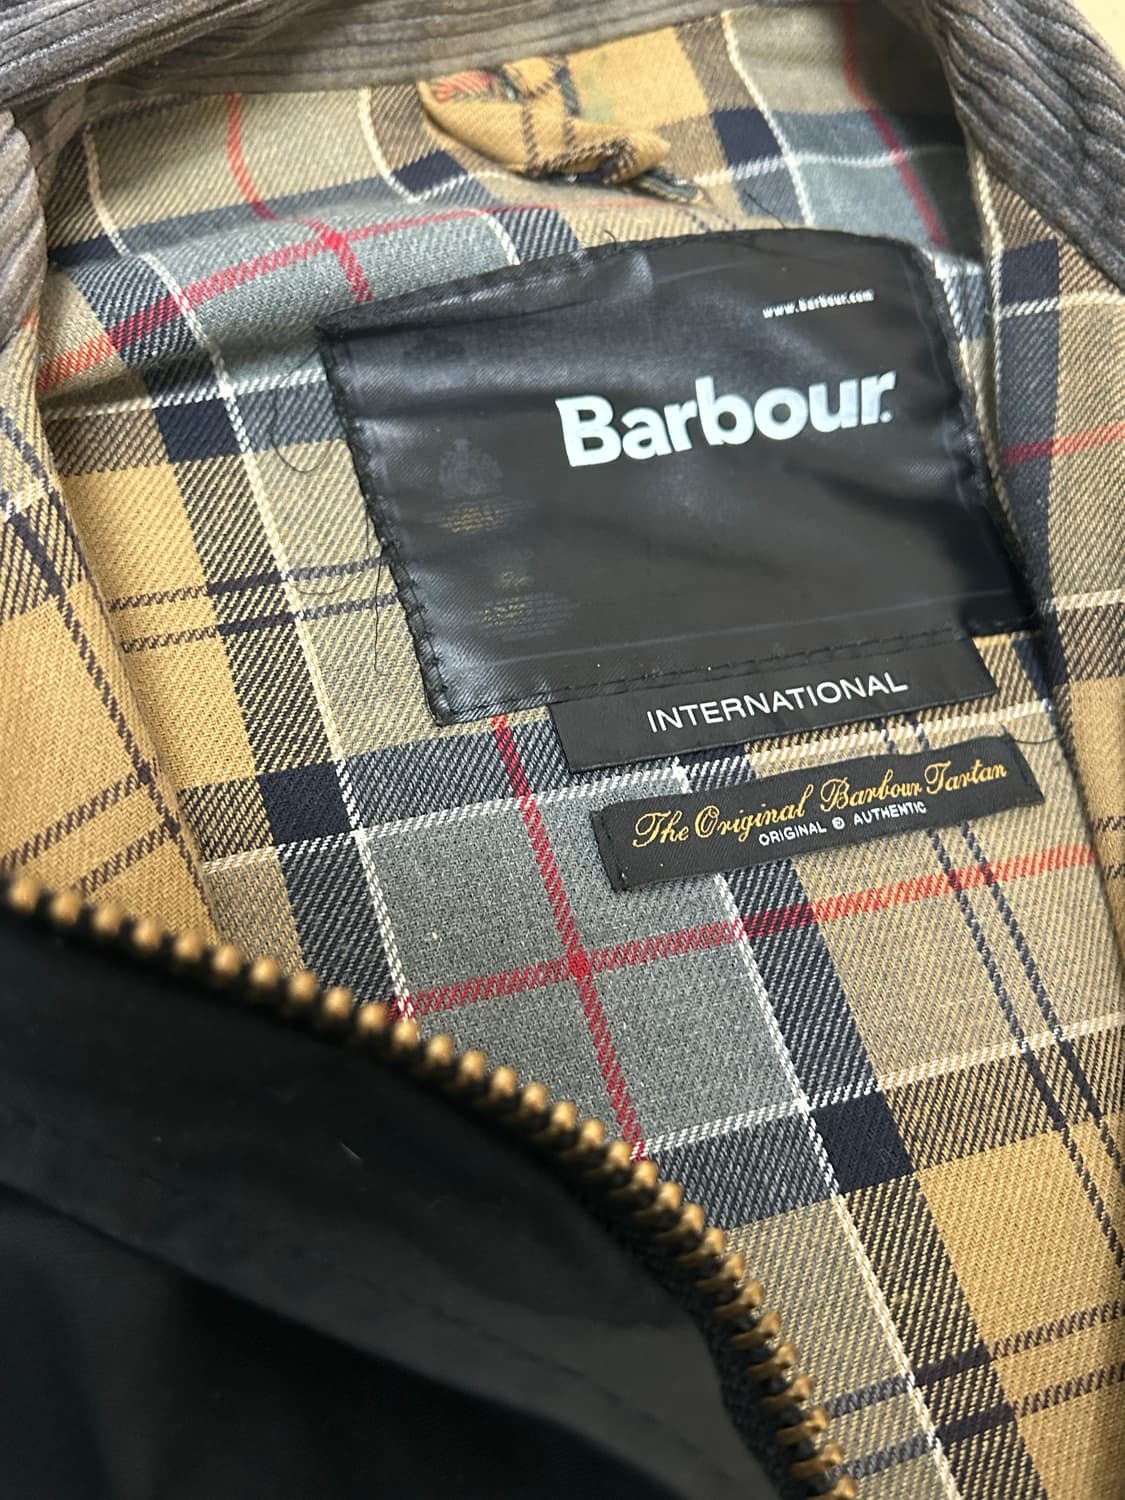 www.barbour.com
Barbour.
INTERNATIONAL
The Original Barbour Tartan
ORIGINAL ® AUTHENTIC